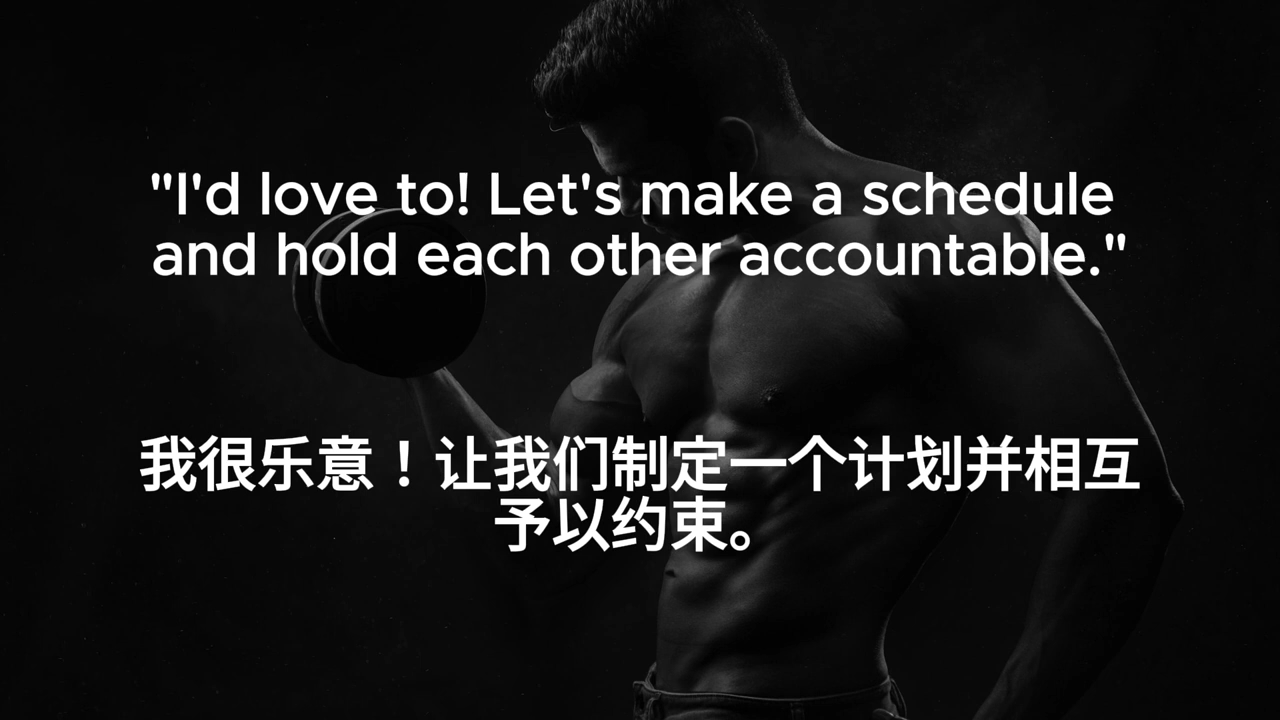 "I'd love to! Let's make a schedule
and hold each other accountable."
我很乐意！让我们制定一个计划并相互
予以约束。